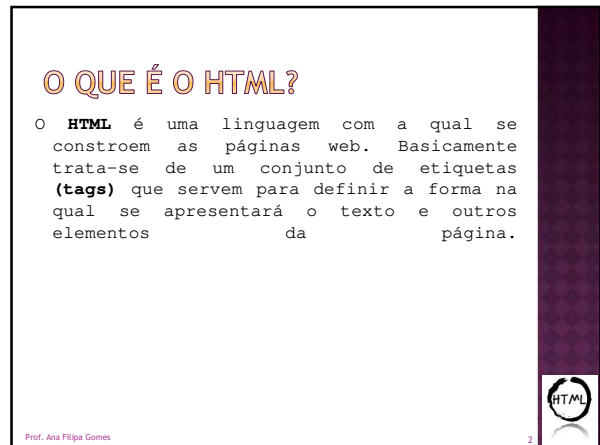 O QUE É O HTML?
O HTML é uma linguagem com a qual se
constroem as páginas web. Basicamente
trata-se de um conjunto de etiquetas
(tags) que servem para definir a forma na
qual se apresentará o texto e outros
elementos da página.
HTML
Prof. Ana Filipa Gomes
2